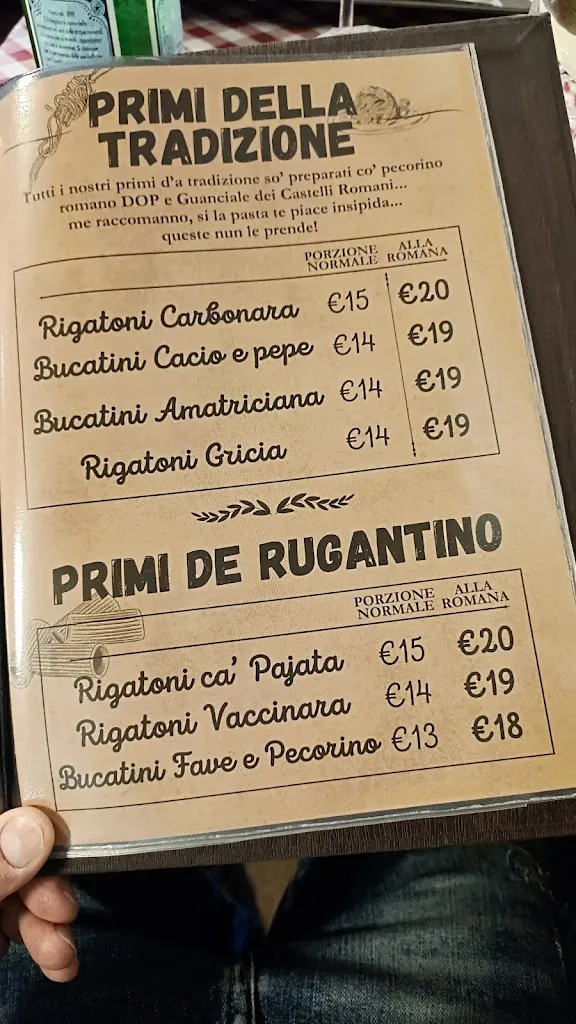 PRIMI DELLA
TRADIZIONE
Tutti i nostri primi d'a tradizione so' preparati co' pecorino
romano DOP e Guanciale dei Castelli Romani...
me raccomanno, si la pasta te piace insipida...
queste nun le prende!
PORZIONE NORMALE ALLA ROMANA
Rigatoni Carbonara €15 €20
Bucatini Cacio e pepe €14 €19
Bucatini Amatriciana €14 €19
Rigatoni Gricia €14 €19
PRIMI DE RUGANTINO
PORZIONE NORMALE ALLA ROMANA
Rigatoni ca' Pajata €15 €20
Rigatoni Vaccinara €14 €19
Bucatini Fave e Pecorino €13 €18